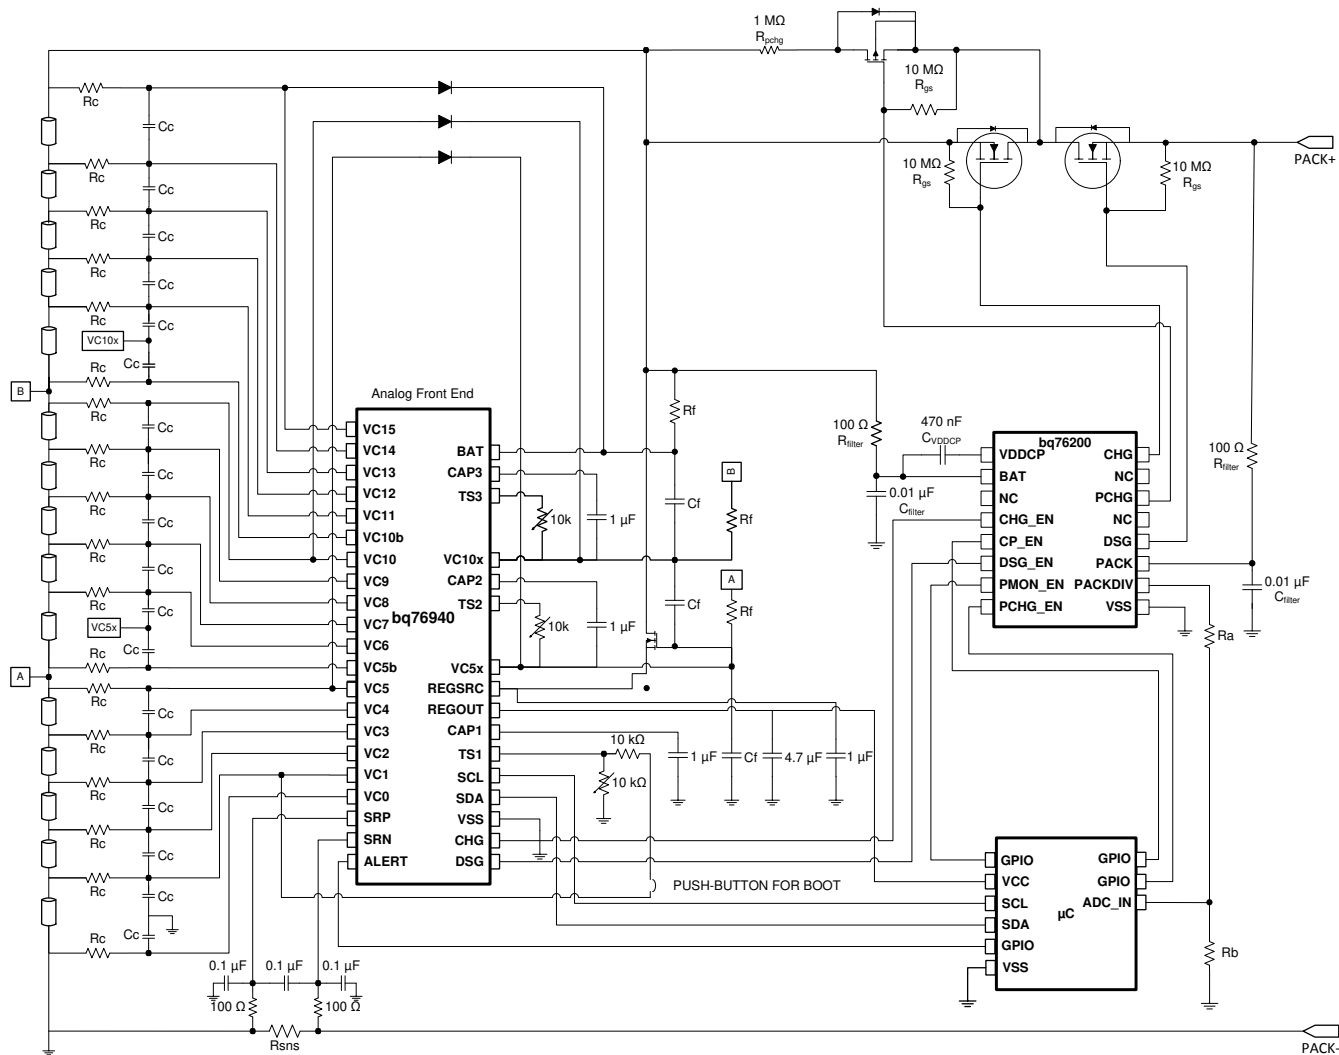 1 MΩ
Rpchg
10 MΩ
Rgs
10 MΩ
Rgs
10 MΩ
Rgs
PACK+
Rc
Cc
Rc
Cc
Rc
Cc
Rc
Cc
Rc
Cc
VC10x
Cc
Rc
B
Rc
Cc
Rc
Cc
Rc
Cc
Rc
Cc
Rc
Cc
VC5x
Cc
Rc
A
Rc
Cc
Rc
Cc
Rc
Cc
Rc
Cc
Rc
Cc
Cc
Rc
Analog Front End
bq76940
VC15
VC14
VC13
VC12
VC11
VC10b
VC10
VC9
VC8
VC7
VC6
VC5b
VC5
VC4
VC3
VC2
VC1
VC0
SRP
SRN
ALERT
BAT
CAP3
TS3
VC10x
CAP2
TS2
VC5x
REGSRC
REGOUT
CAP1
TS1
SCL
SDA
VSS
CHG
DSG
10k
1 µF
10k
1 µF
Rf
Cf
B
Rf
A
Cf
Rf
10 kΩ
10 kΩ
1 µF
Cf
4.7 µF
1 µF
PUSH-BUTTON FOR BOOT
100 Ω
Rfilter
470 nF
CVDDCP
0.01 µF
Cfilter
bq76200
VDDCP
BAT
NC
CHG_EN
CP_EN
DSG_EN
PMON_EN
PCHG_EN
CHG
NC
PCHG
NC
DSG
PACK
PACKDIV
VSS
100 Ω
Rfilter
0.01 µF
Cfilter
Ra
Rb
GPIO
VCC
SCL
SDA
GPIO
VSS
GPIO
GPIO
ADC_IN
µC
0.1 µF
0.1 µF
0.1 µF
100 Ω
100 Ω
Rsns
PACK-